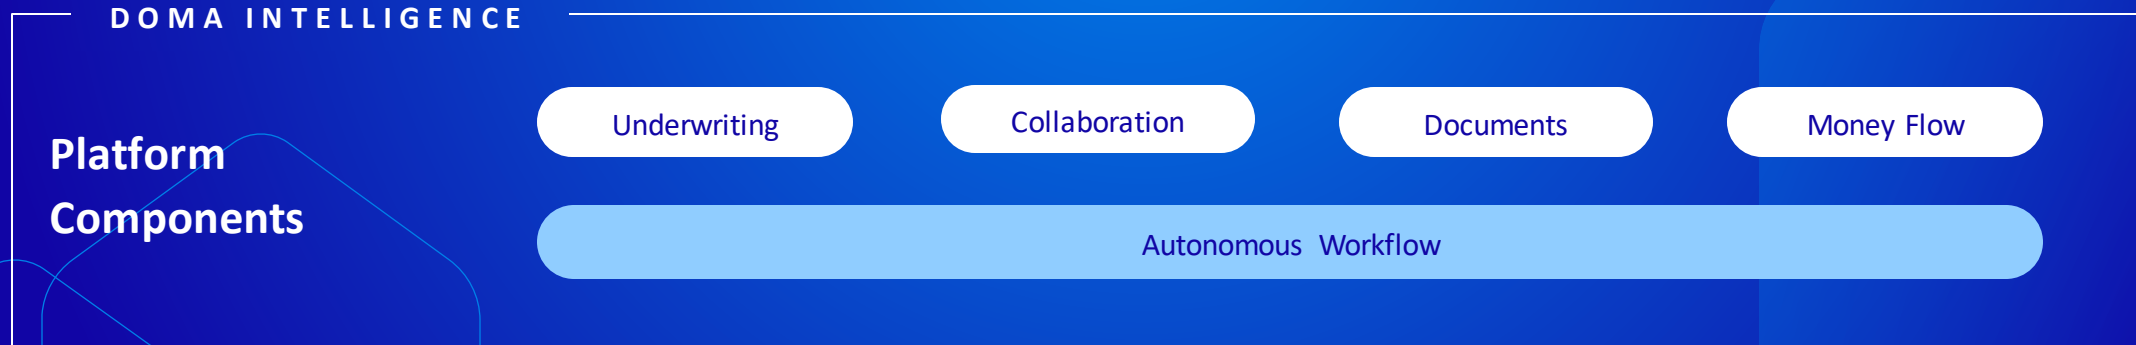 DOMA INTELLIGENCE
Platform
Components
Underwriting
Collaboration
Documents
Money Flow
Autonomous Workflow